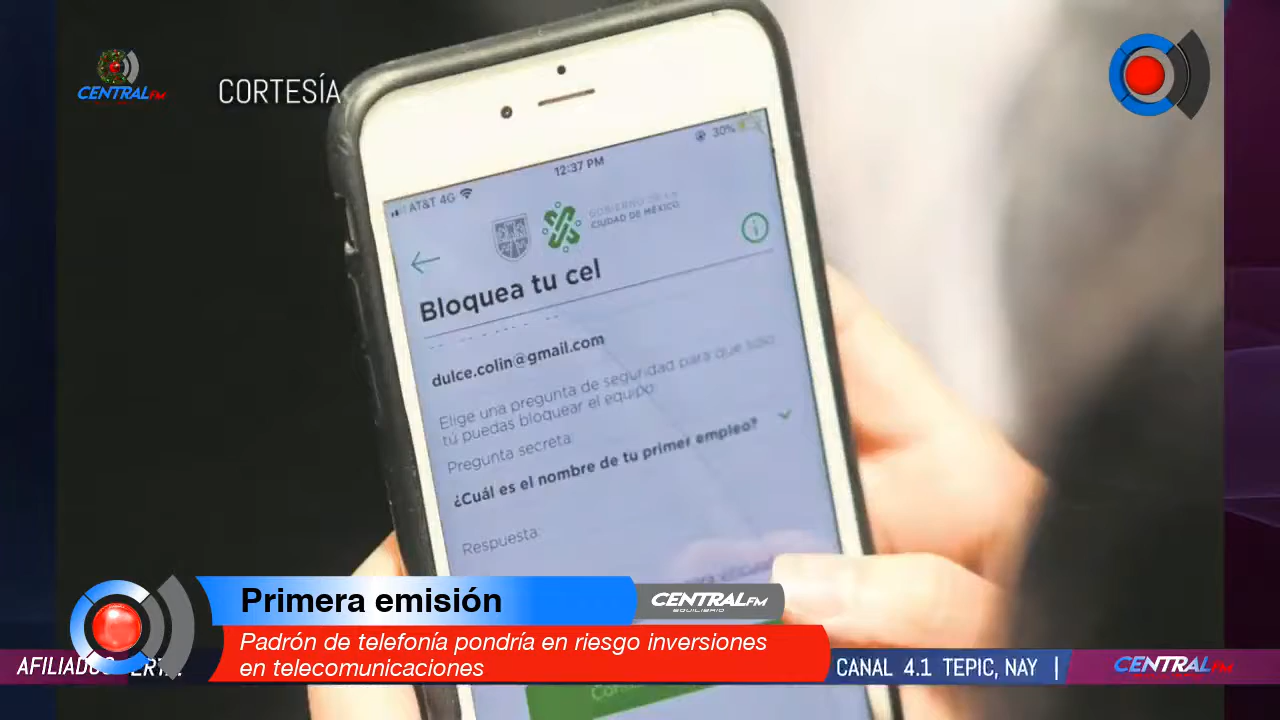 CENTRAL FM
CORTESÍA
AT&T 4G
12:37 PM
30%
GOBIERNO DE LA
CIUDAD DE MÉXICO
Bloquea tu cel
dulce.colin@gmail.com
Elige una pregunta de seguridad para que solo
tú puedas bloquear el equipo.
Pregunta secreta:
¿Cuál es el nombre de tu primer empleo?
Respuesta:
Primera emisión
CENTRAL FM
EQUILIBRIO
Padrón de telefonía pondría en riesgo inversiones
en telecomunicaciones
CANAL 4.1 TEPIC, NAY |
CENTRAL FM